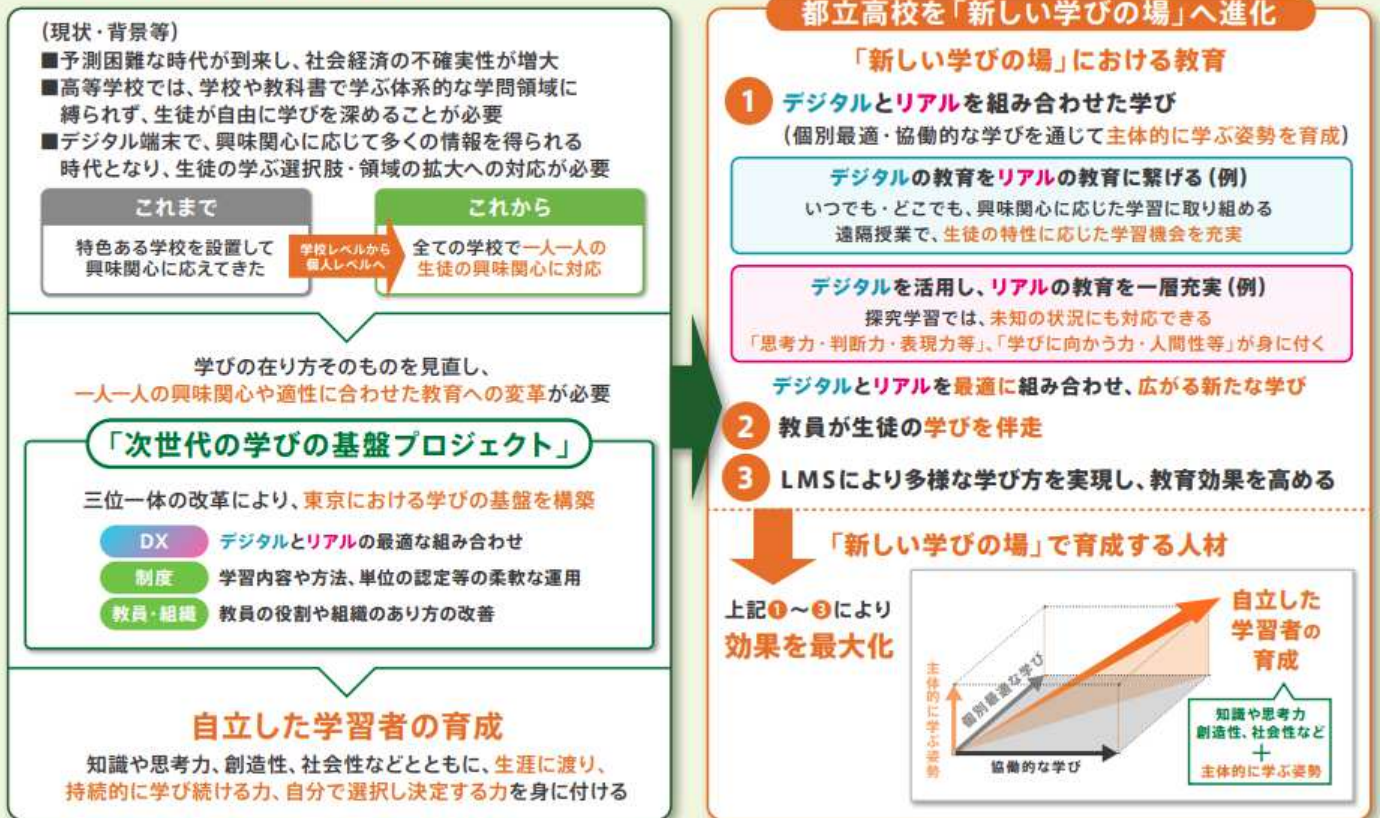 (現状・背景等)
■予測困難な時代が到来し、社会経済の不確実性が増大
■高等学校では、学校や教科書で学ぶ体系的な学問領域に
縛られず、生徒が自由に学びを深めることが必要
■デジタル端末で、興味関心に応じて多くの情報を得られる
時代となり、生徒の学ぶ選択肢・領域の拡大への対応が必要
これまで
特色ある学校を設置して
興味関心に応えてきた
学校レベルから
個人レベルへ
これから
全ての学校で一人一人の
生徒の興味関心に対応
学びの在り方そのものを見直し、
一人一人の興味関心や適性に合わせた教育への変革が必要
「次世代の学びの基盤プロジェクト」
三位一体の改革により、東京における学びの基盤を構築
DX デジタルとリアルの最適な組み合わせ
制度 学習内容や方法、単位の認定等の柔軟な運用
教員・組織 教員の役割や組織のあり方の改善
自立した学習者の育成
知識や思考力、創造性、社会性などとともに、生涯に渡り、
持続的に学び続ける力、自分で選択し決定する力を身に付ける
都立高校を「新しい学びの場」へ進化
「新しい学びの場」における教育
1 デジタルとリアルを組み合わせた学び
(個別最適・協働的な学びを通じて主体的に学ぶ姿勢を育成)
デジタルの教育をリアルの教育に繋げる(例)
いつでも・どこでも、興味関心に応じた学習に取り組める
遠隔授業で、生徒の特性に応じた学習機会を充実
デジタルを活用し、リアルの教育を一層充実(例)
探究学習では、未知の状況にも対応できる
「思考力・判断力・表現力等」、「学びに向かう力・人間性等」が身に付く
デジタルとリアルを最適に組み合わせ、広がる新たな学び
2 教員が生徒の学びを伴走
3 LMSにより多様な学び方を実現し、教育効果を高める
「新しい学びの場」で育成する人材
上記❶～❸により
効果を最大化
主体的に学ぶ姿勢
個別最適な学び
協働的な学び
自立した
学習者の
育成
知識や思考力
創造性、社会性など
+
主体的に学ぶ姿勢